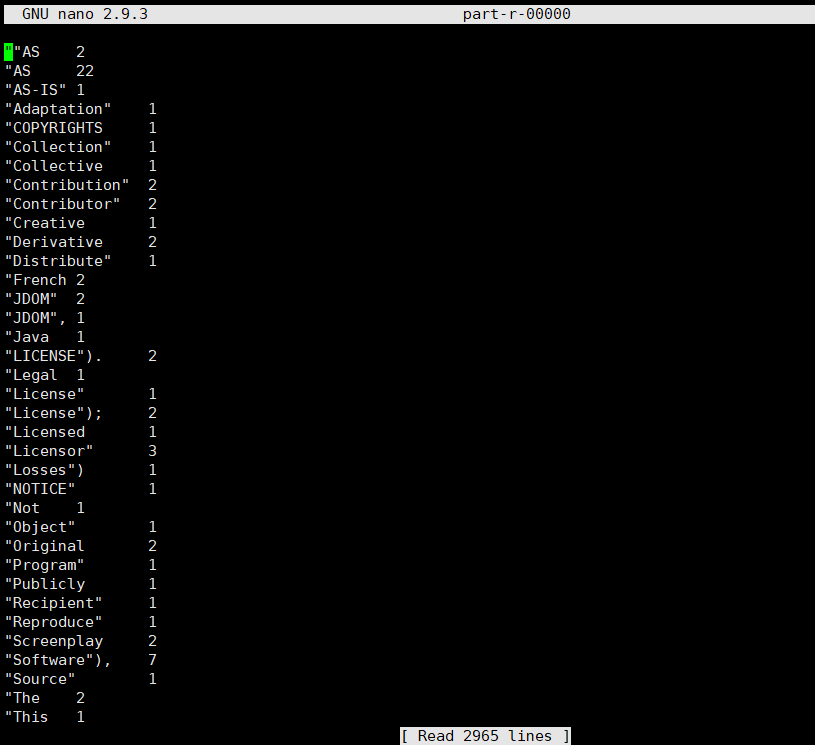 GNU nano 2.9.3 part-r-00000
""AS 2
"AS 22
"AS-IS" 1
"Adaptation" 1
"COPYRIGHTS 1
"Collection" 1
"Collective 1
"Contribution" 2
"Contributor" 2
"Creative 1
"Derivative 2
"Distribute" 1
"French 2
"JDOM" 2
"JDOM", 1
"Java 1
"LICENSE"). 2
"Legal 1
"License" 1
"License"); 2
"Licensed 1
"Licensor" 3
"Losses") 1
"NOTICE" 1
"Not 1
"Object" 1
"Original 2
"Program" 1
"Publicly 1
"Recipient" 1
"Reproduce" 1
"Screenplay 2
"Software"), 7
"Source" 1
"The 2
"This 1
[ Read 2965 lines ]